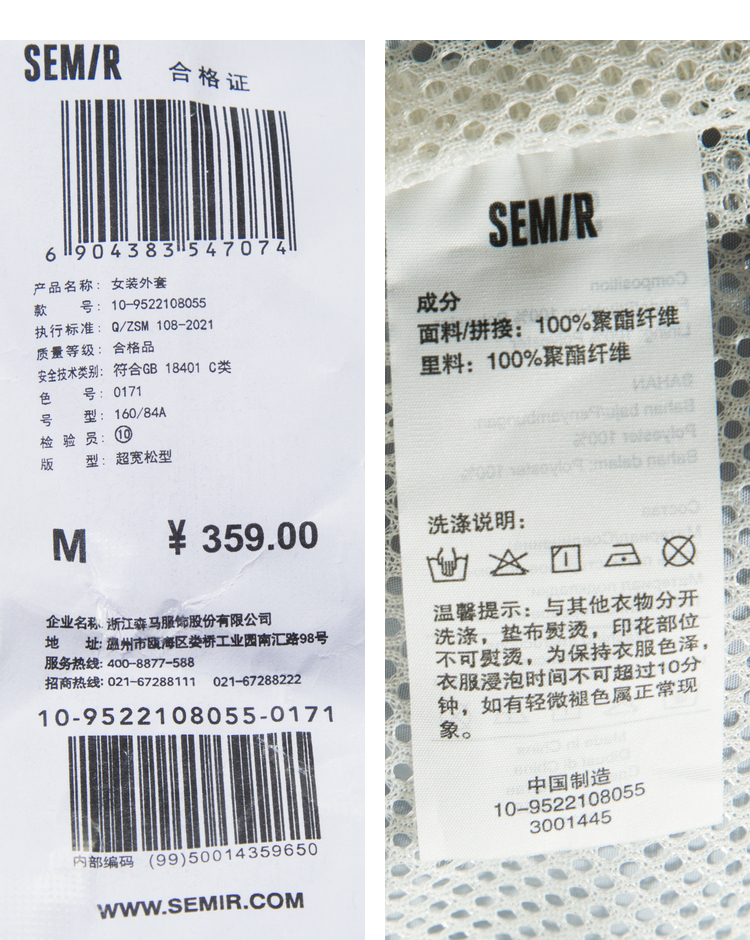 SEMIR
合格证
6 904383 547074
产品名称: 女装外套
款 号: 10-9522108055
执行标准: Q/ZSM 108-2021
质量等级: 合格品
安全技术类别: 符合GB 18401 C类
色 号: 0171
号 型: 160/84A
检 验 员: ⑩
版 型: 超宽松型
M ¥ 359.00
企业名称: 浙江森马服饰股份有限公司
地 址: 温州市瓯海区娄桥工业园南汇路98号
服务热线: 400-8877-588
招商热线: 021-67288111 021-67288222
10-9522108055-0171
内部编码 (99)50014359650
WWW.SEMIR.COM
SEMIR
成分
面料/拼接: 100%聚酯纤维
里料: 100%聚酯纤维
洗涤说明:
温馨提示: 与其他衣物分开
洗涤, 垫布熨烫, 印花部位
不可熨烫, 为保持衣服色泽,
衣服浸泡时间不可超过10分
钟, 如有轻微褪色属正常现
象。
中国制造
10-9522108055
3001445